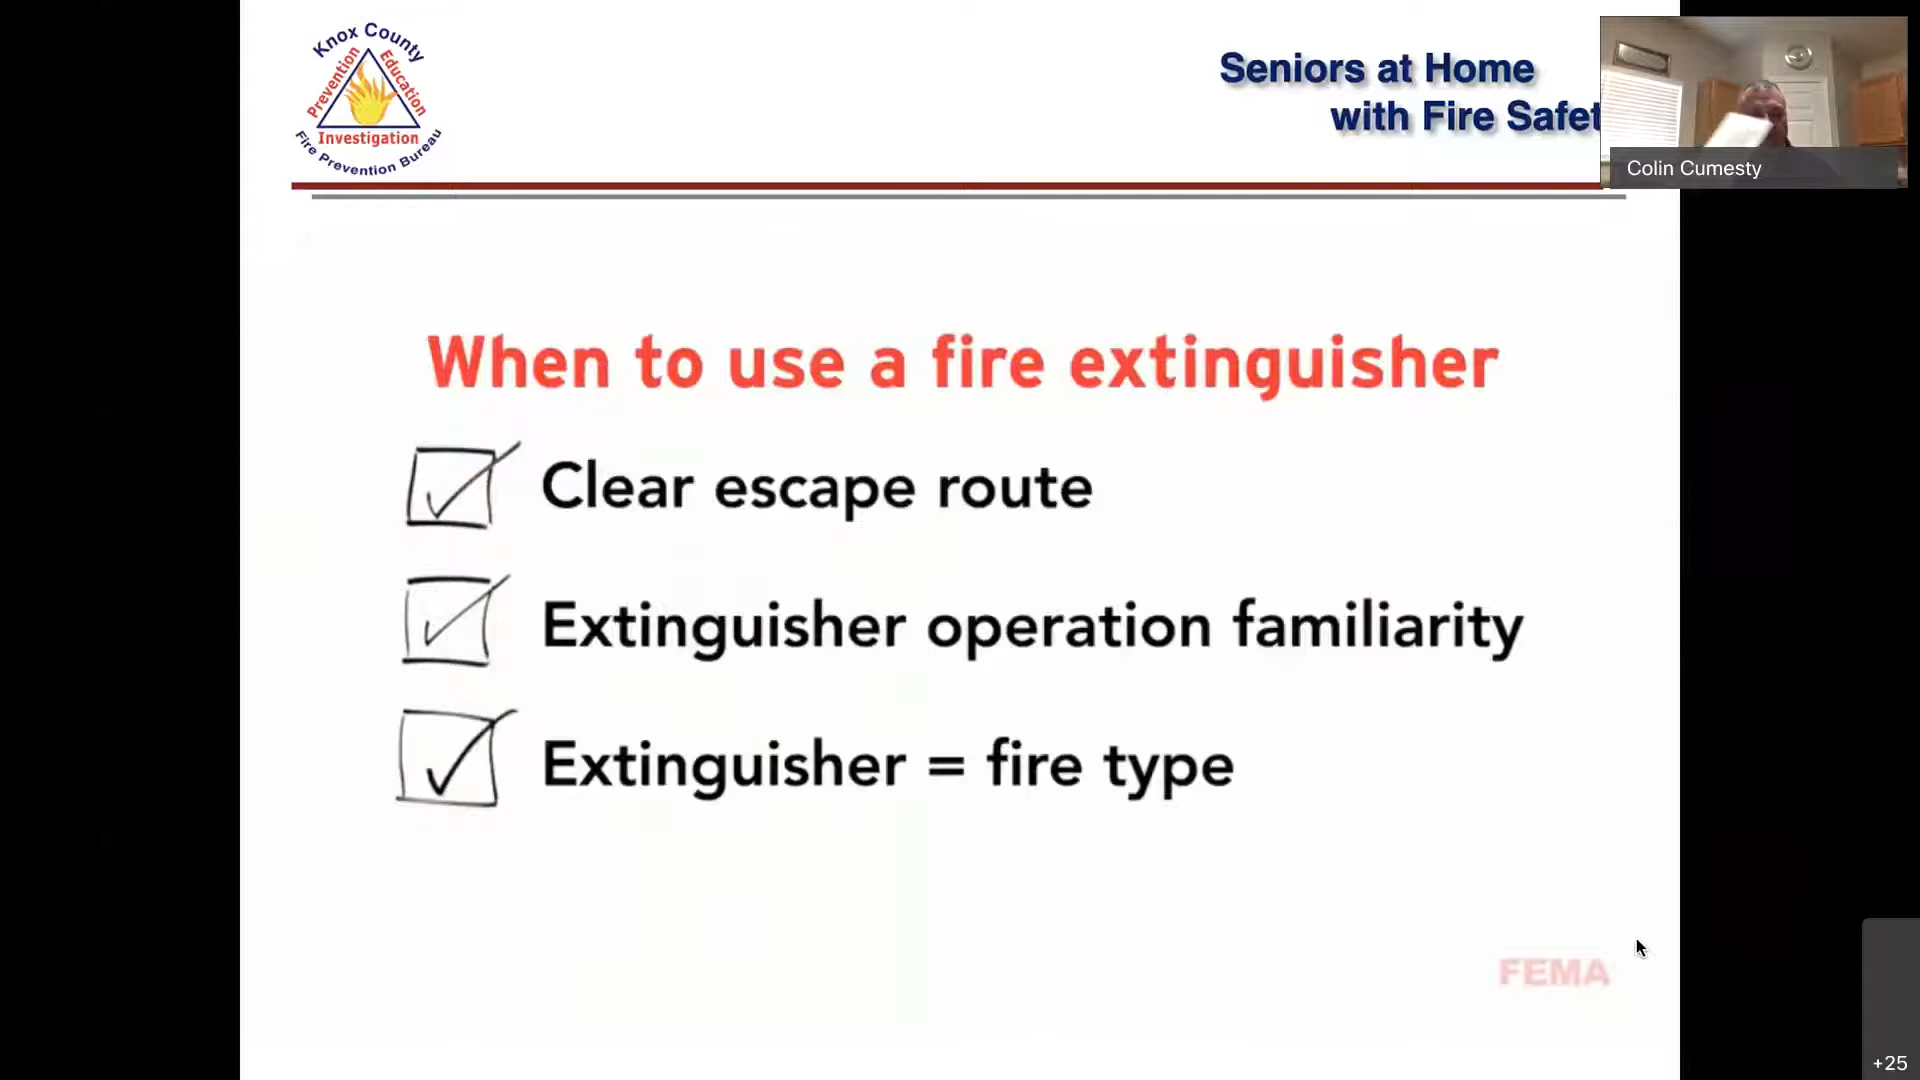 Knox County
Prevention
Education
Investigation
Fire Prevention Bureau
Seniors at Home
with Fire Safet
Colin Cumesty
When to use a fire extinguisher
Clear escape route
Extinguisher operation familiarity
Extinguisher = fire type
FEMA
+25